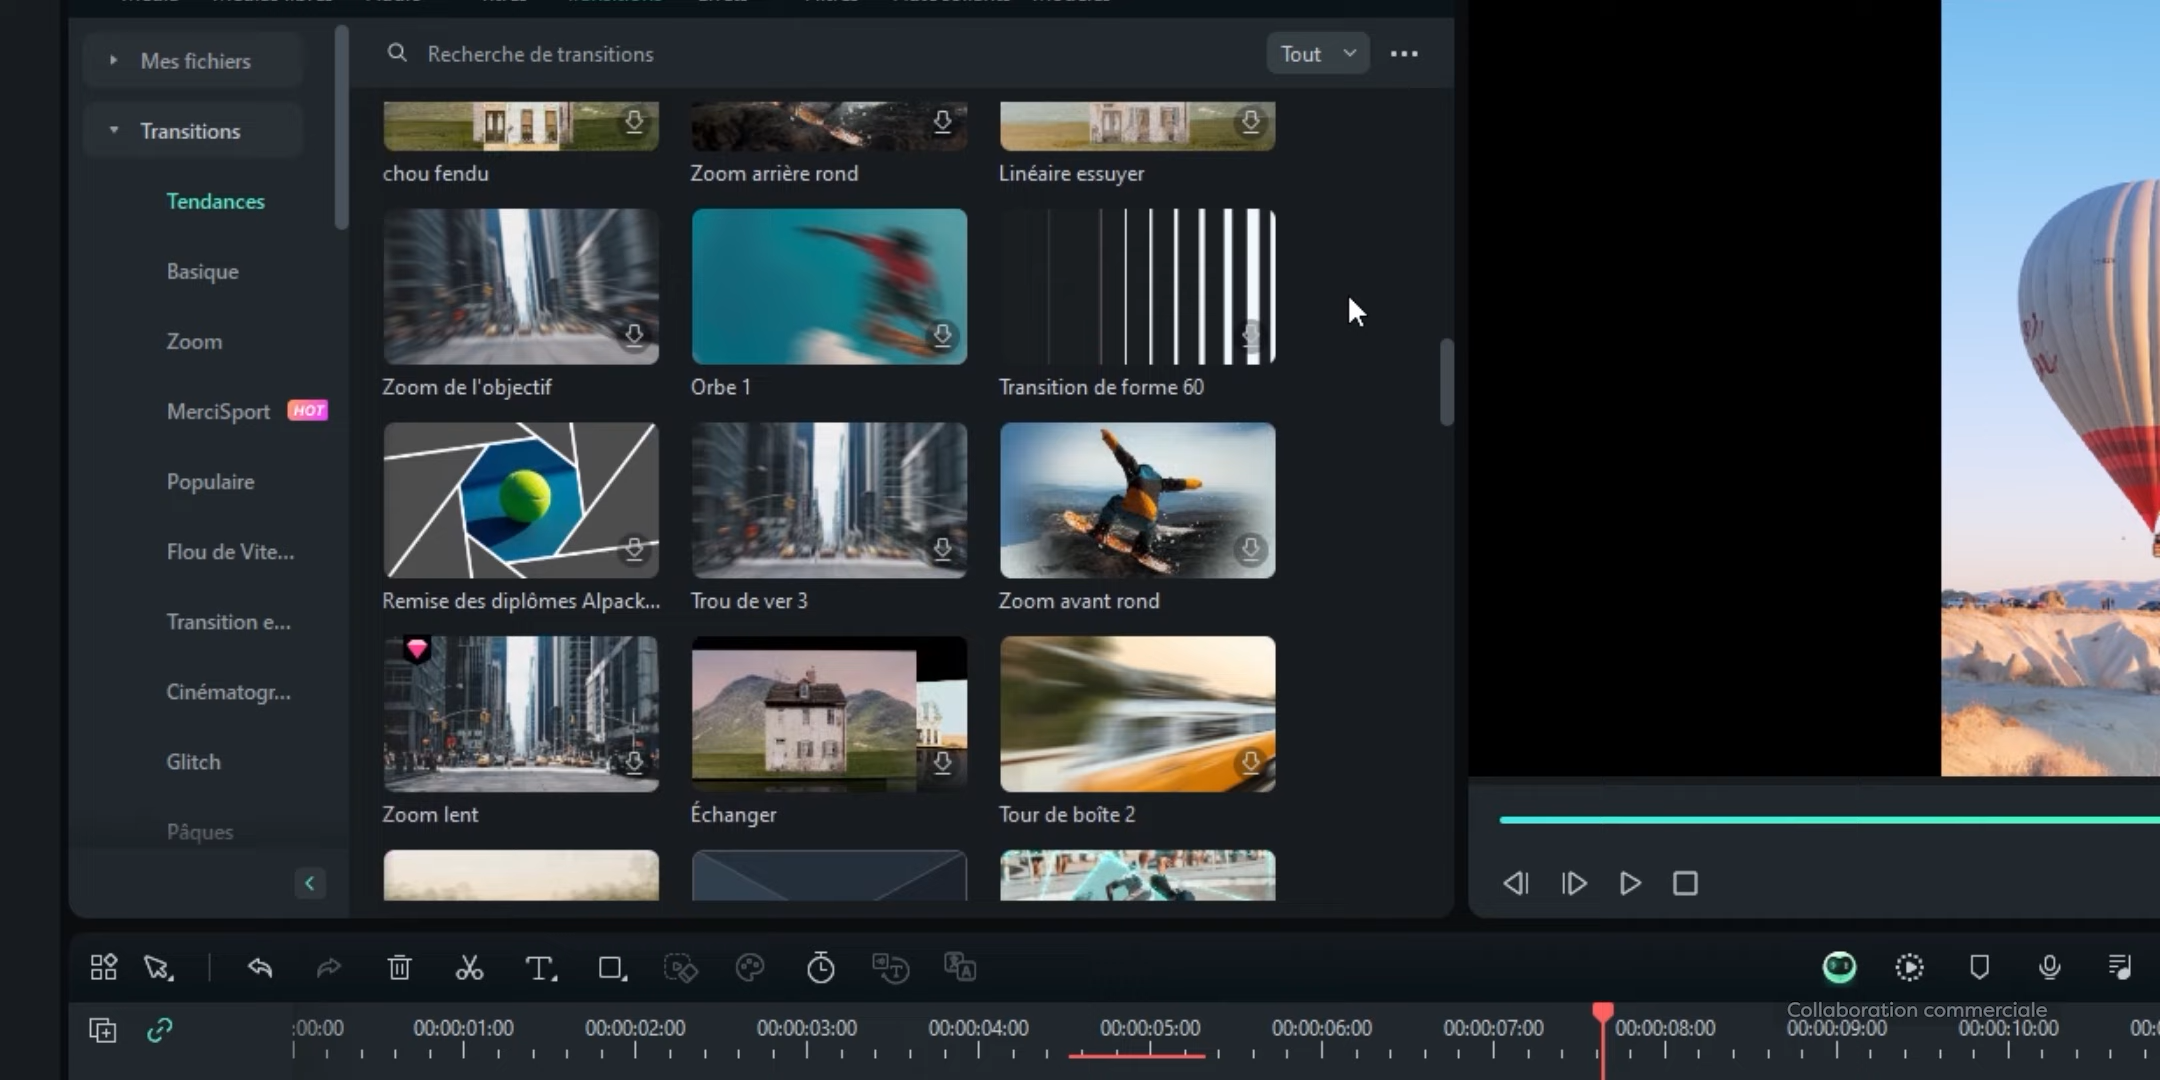 Mes fichiers
Recherche de transitions
Tout
Transitions
Tendances
Basique
Zoom
MerciSport HOT
Populaire
Flou de Vite...
Transition e...
Cinématogr...
Glitch
Pâques
chou fendu
Zoom arrière rond
Linéaire essuyer
Zoom de l'objectif
Orbe 1
Transition de forme 60
Remise des diplômes Alpack...
Trou de ver 3
Zoom avant rond
Zoom lent
Échanger
Tour de boîte 2
Collaboration commerciale
:00:00 00:00:01:00 00:00:02:00 00:00:03:00 00:00:04:00 00:00:05:00 00:00:06:00 00:00:07:00 00:00:08:00 00:00:09:00 00:00:10:00 00: